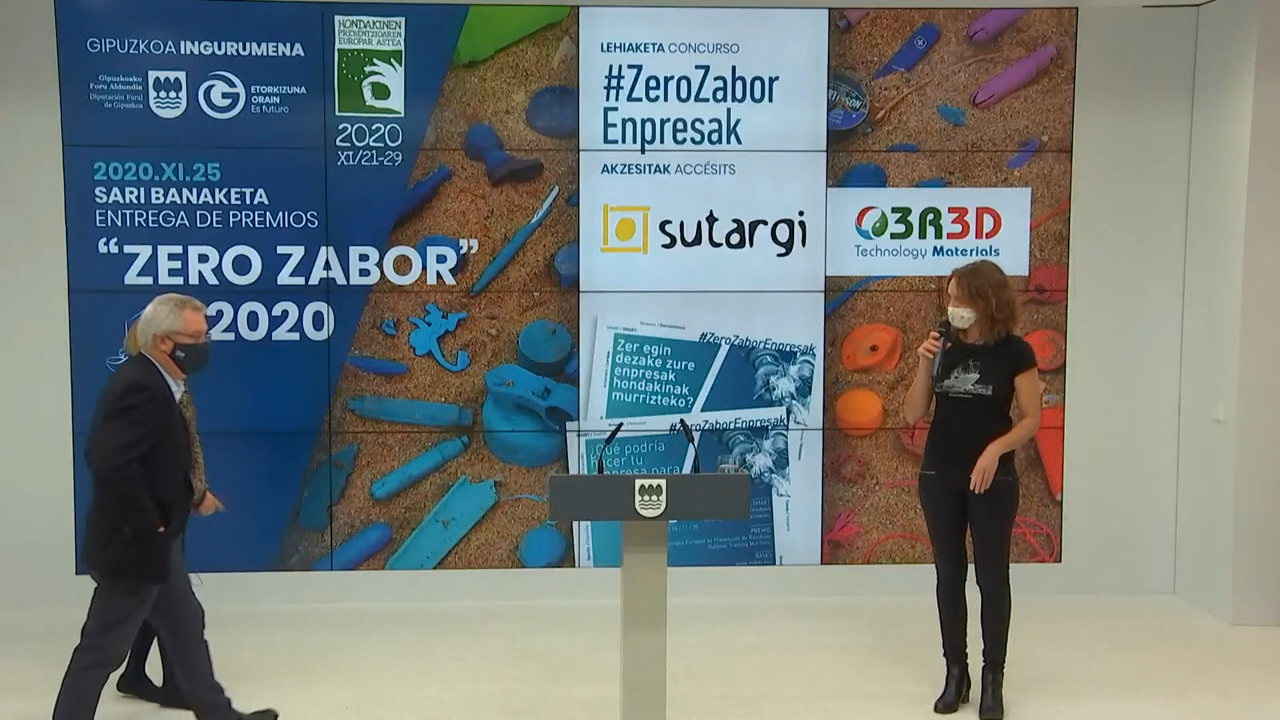 GIPUZKOA INGURUMENA
Gipuzkoako
Foru Aldundia
Diputación Foral
de Gipuzkoa
ETORKIZUNA
ORAIN
Es futuro
HONDAKINEN
PREBENTZIOAREN
EUROPAR ASTEA
2020
XI/21-29
2020.XI.25
SARI BANAKETA
ENTREGA DE PREMIOS
“ZERO ZABOR”
2020
LEHIAKETA CONCURSO
#ZeroZabor
Enpresak
AKZESITAK ACCÉSITS
sutargi
3R3D
Technology Materials
#ZeroZaborEnpresak
Zer egin
dezake zure
enpresak
hondakinak
murrizteko?
ZeroZaborEnpresak
¿Qué podría
hacer tu
empresa para
PREMIO
BASES